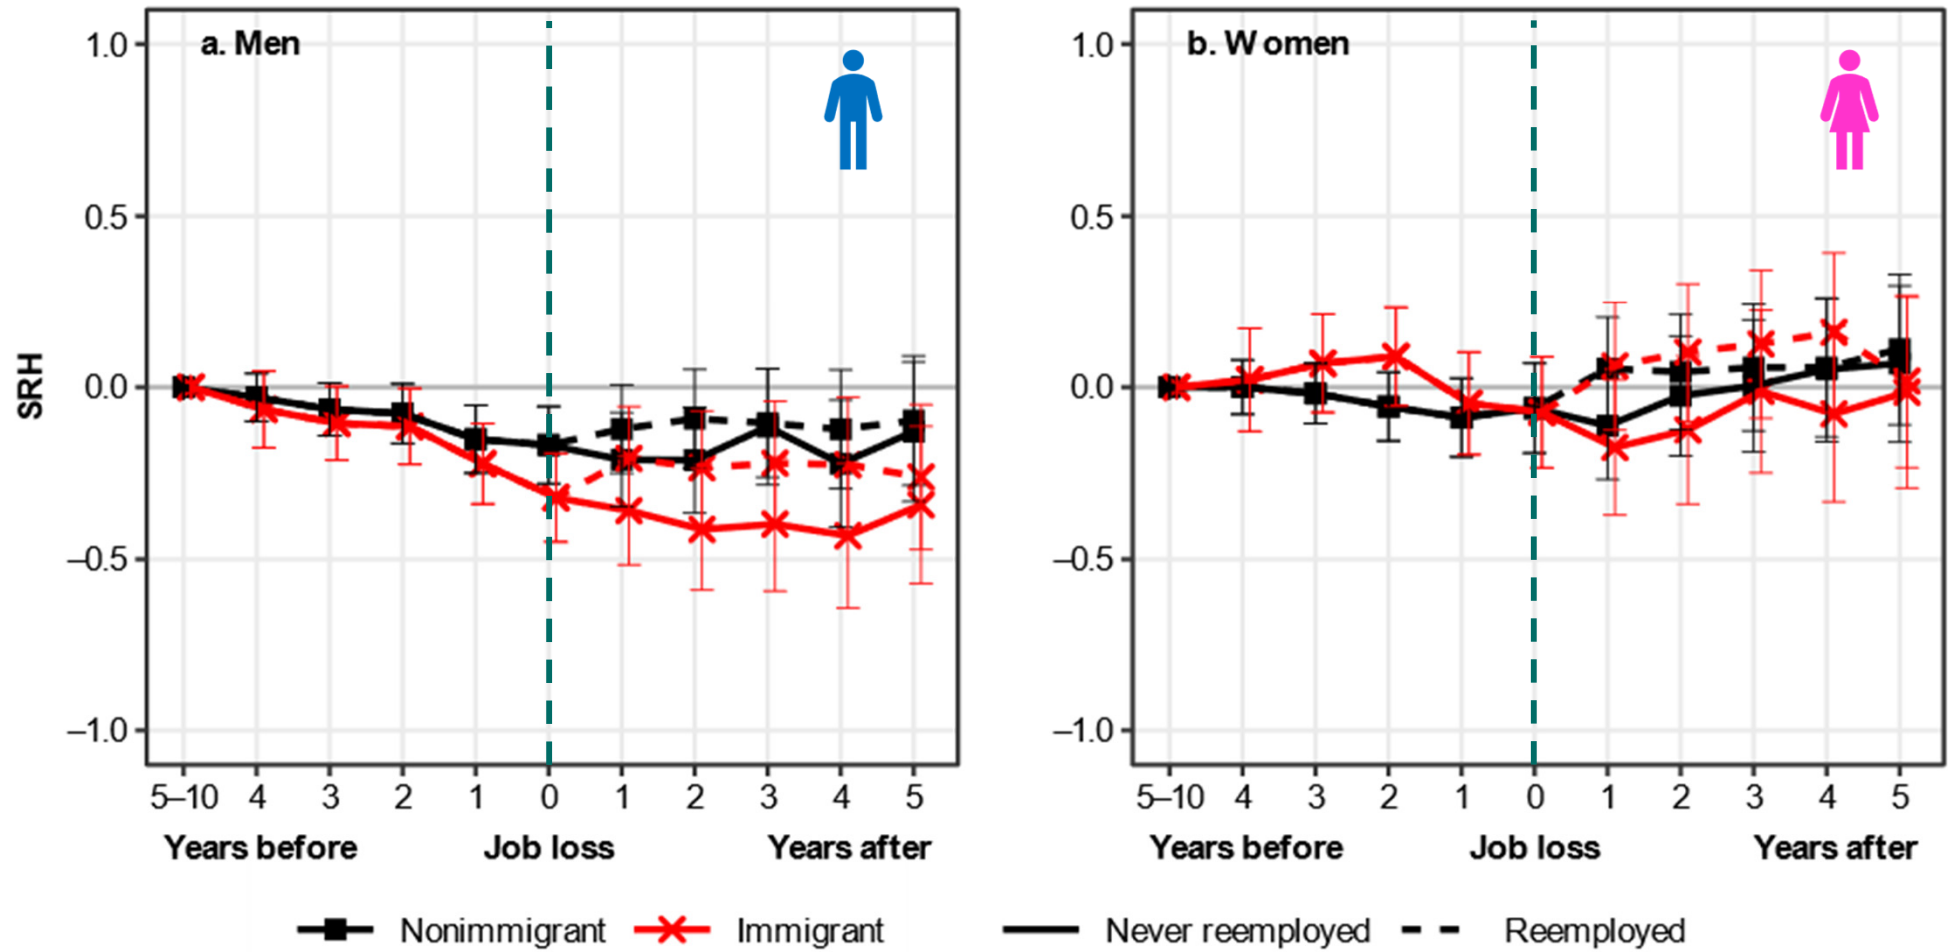 a. Men
1.0
0.5
0.0
–0.5
–1.0
SRH
5–10 4 3 2 1 0 1 2 3 4 5
Years before Job loss Years after
b. Women
1.0
0.5
0.0
–0.5
–1.0
5–10 4 3 2 1 0 1 2 3 4 5
Years before Job loss Years after
Nonimmigrant Immigrant Never reemployed Reemployed